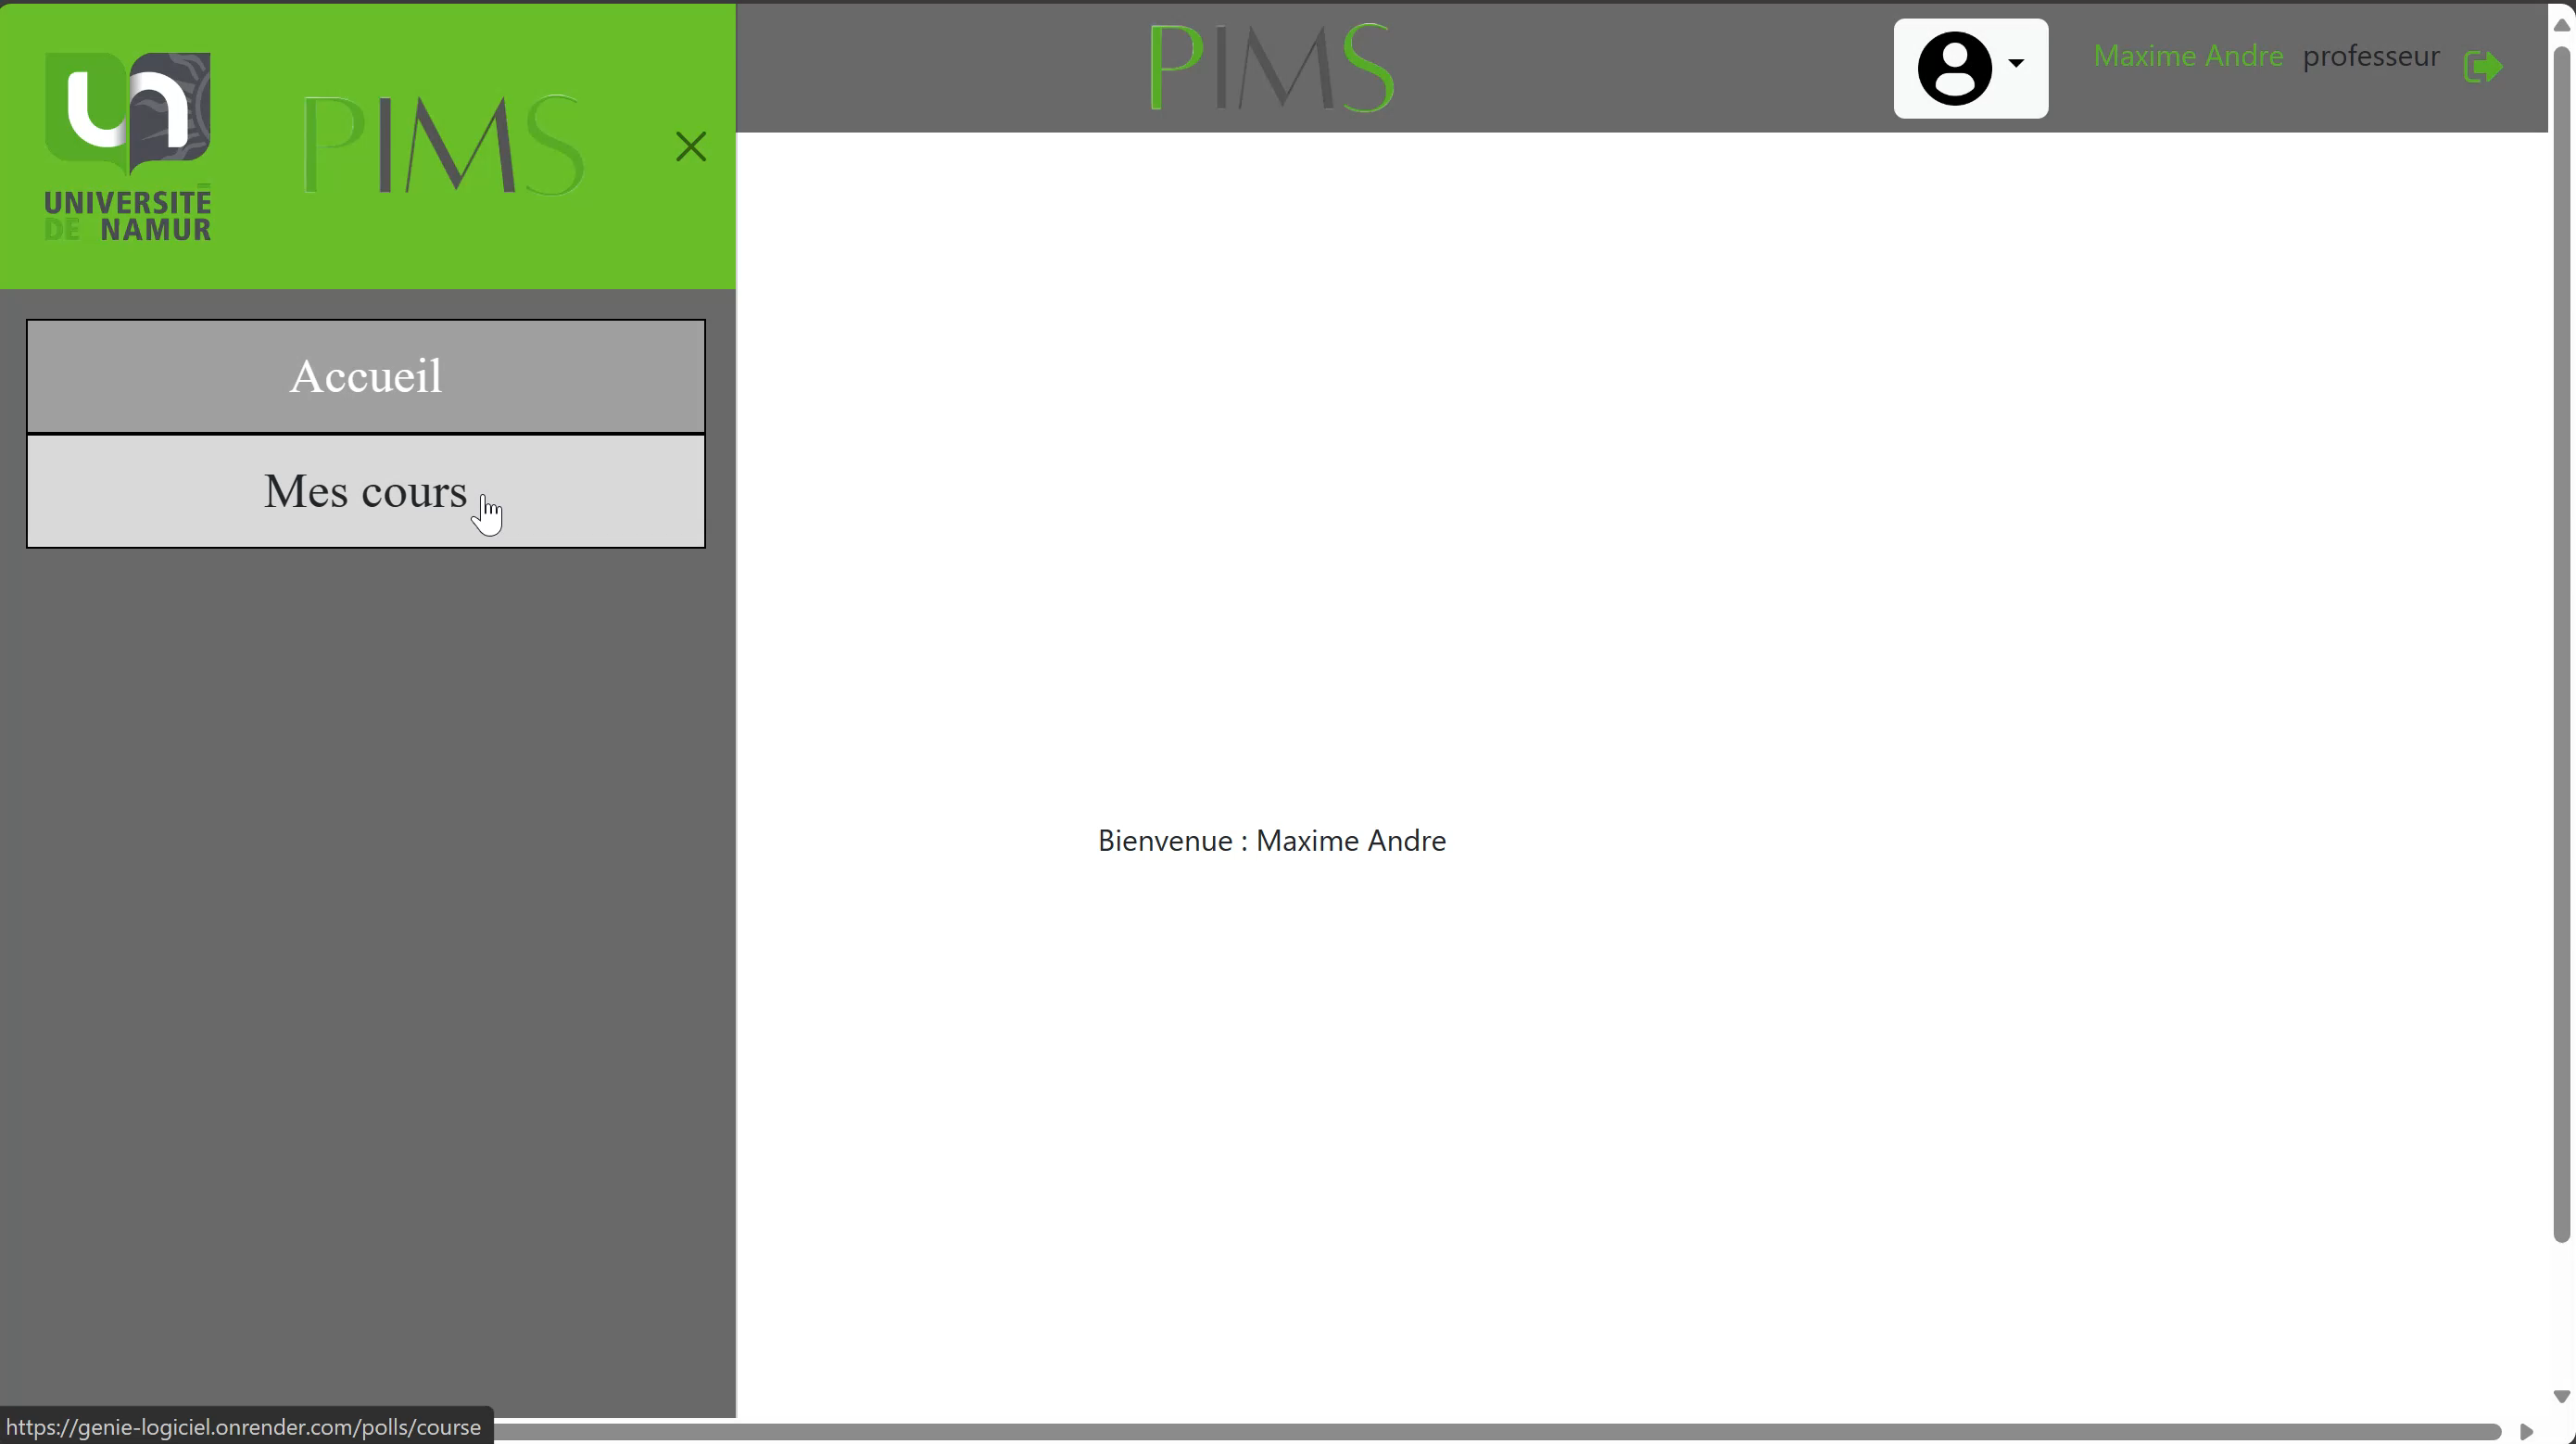 UNIVERSITÉ
DE NAMUR
PIMS
Accueil
Mes cours
PIMS
Maxime Andre professeur
Bienvenue : Maxime Andre
https://genie-logiciel.onrender.com/polls/course